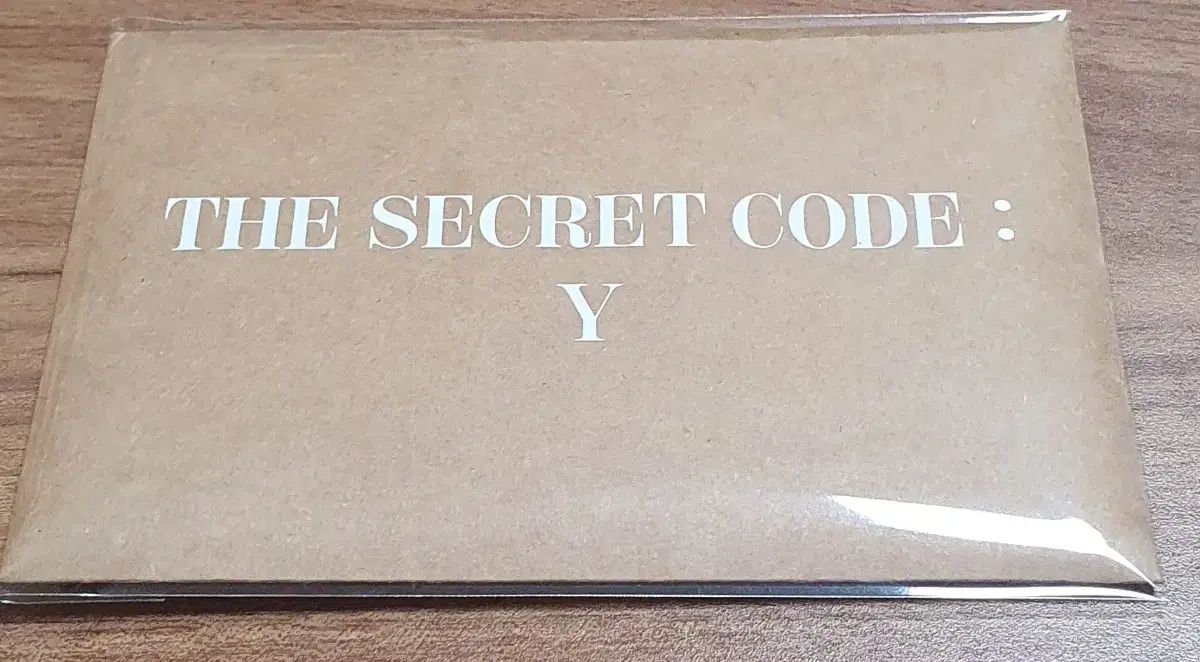 THE SECRET CODE :
Y